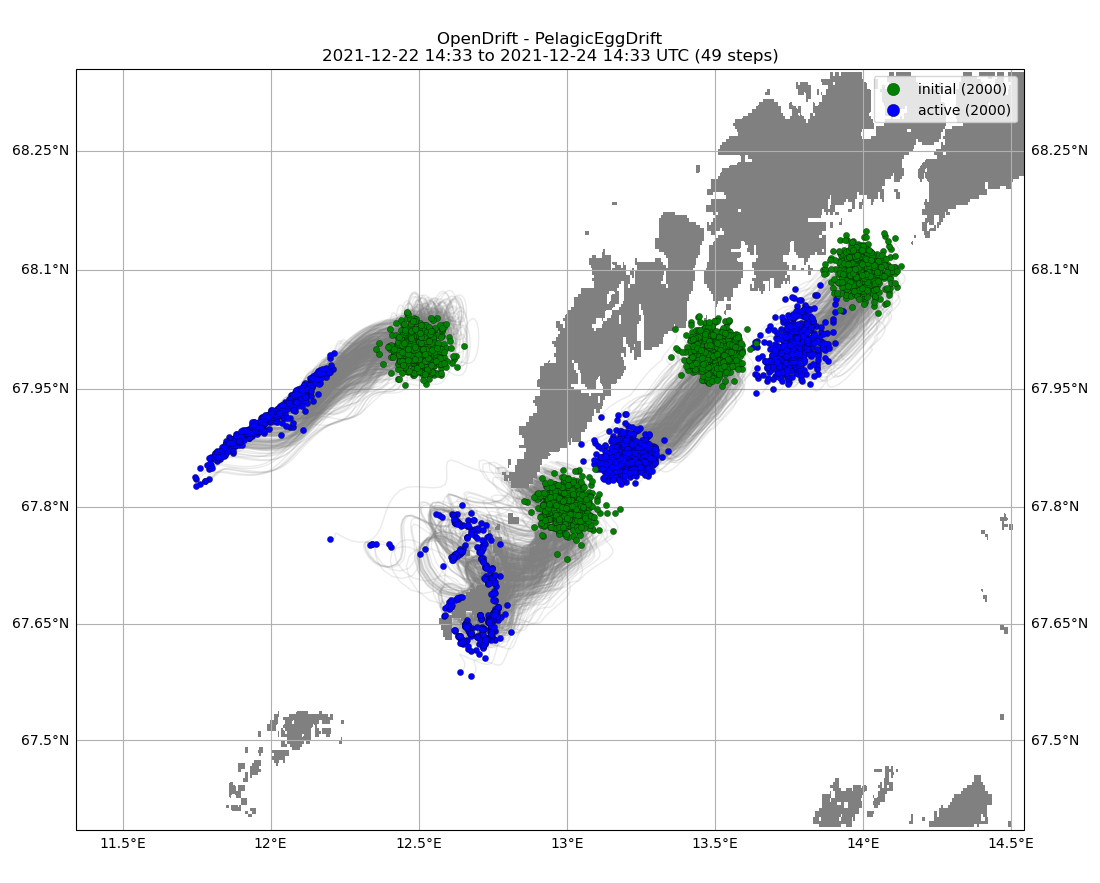 OpenDrift - PelagicEggDrift
2021-12-22 14:33 to 2021-12-24 14:33 UTC (49 steps)
initial (2000)
active (2000)
68.25°N
68.25°N
68.1°N
68.1°N
67.95°N
67.95°N
67.8°N
67.8°N
67.65°N
67.65°N
67.5°N
67.5°N
11.5°E 12°E 12.5°E 13°E 13.5°E 14°E 14.5°E